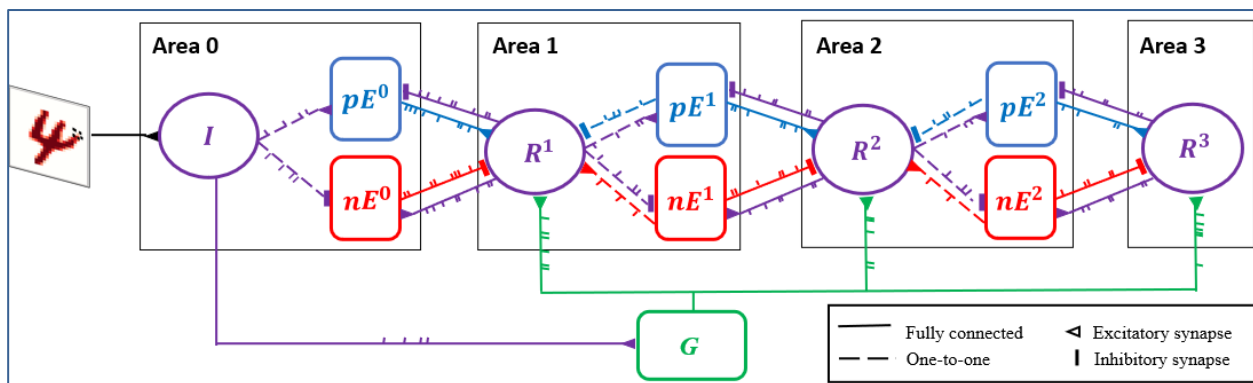 Area 0
Area 1
Area 2
Area 3
I
pE⁰
nE⁰
R¹
pE¹
nE¹
R²
pE²
nE²
R³
G
Fully connected
One-to-one
Excitatory synapse
Inhibitory synapse